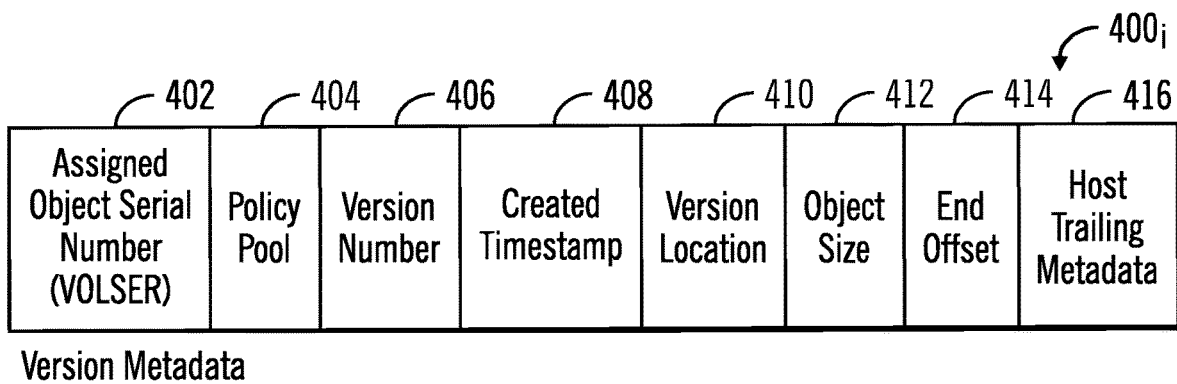 400i
402 404 406 408 410 412 414 416
Assigned
Object Serial
Number
(VOLSER)
Policy
Pool
Version
Number
Created
Timestamp
Version
Location
Object
Size
End
Offset
Host
Trailing
Metadata
Version Metadata